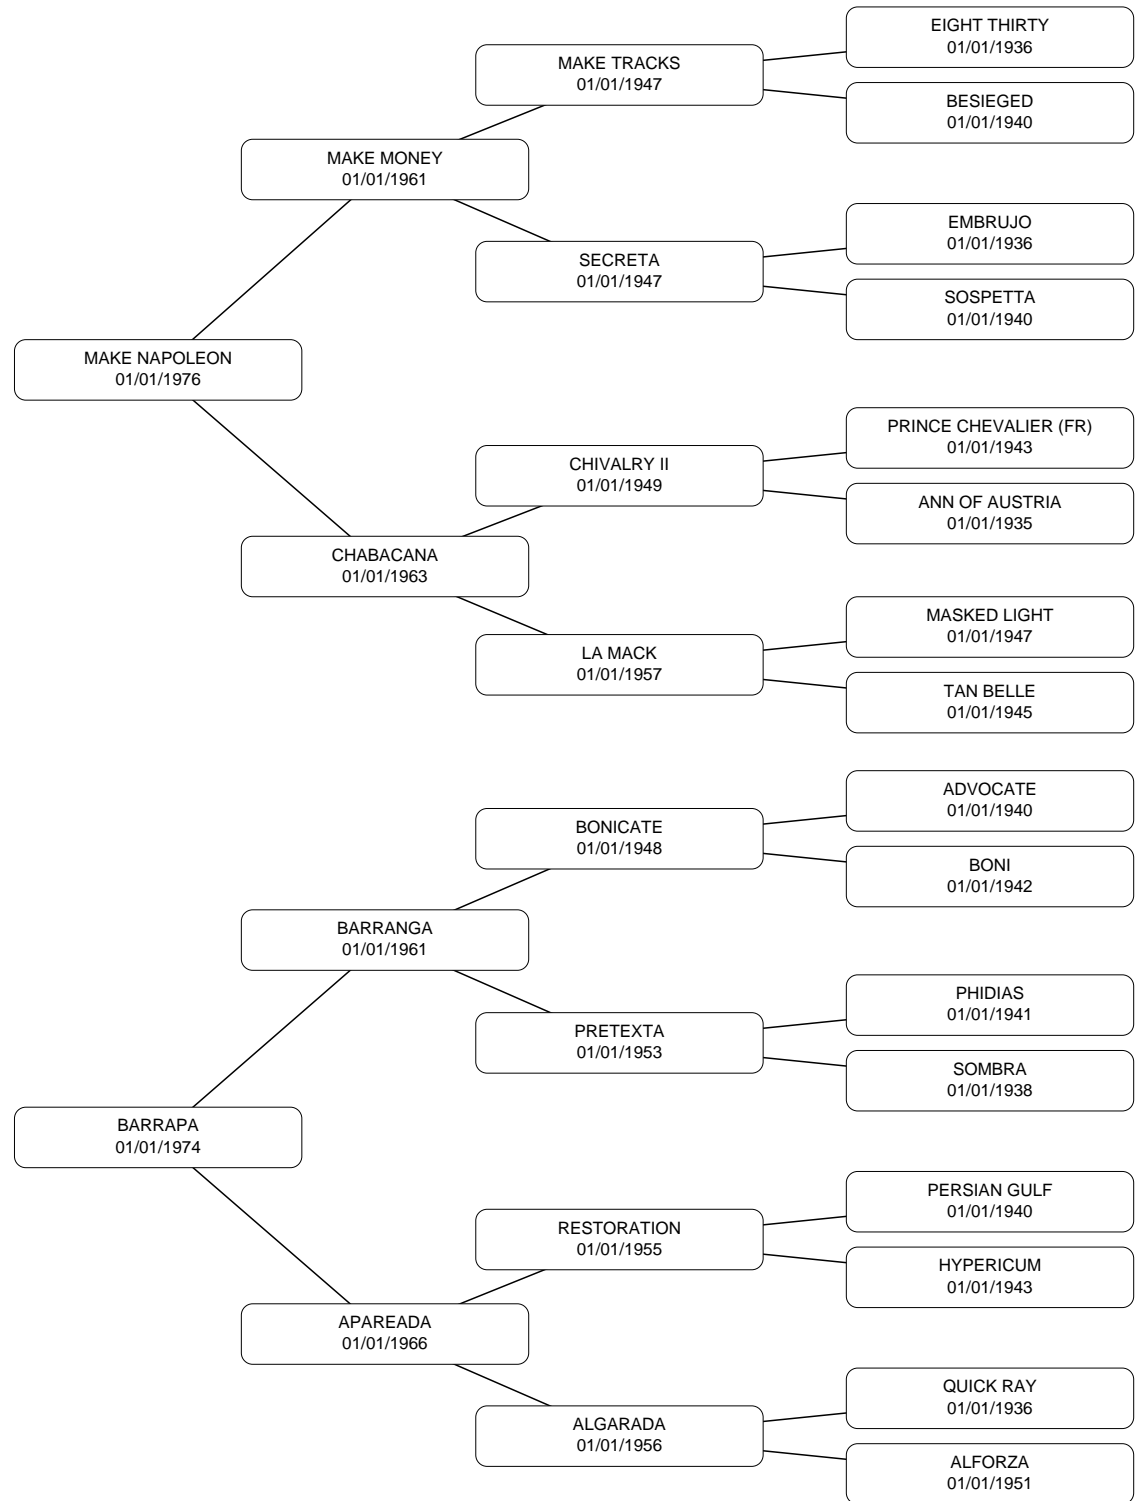 EIGHT THIRTY
01/01/1936
MAKE TRACKS
01/01/1947
BESIEGED
01/01/1940
MAKE MONEY
01/01/1961
EMBRUJO
01/01/1936
SECRETA
01/01/1947
SOSPETTA
01/01/1940
MAKE NAPOLEON
01/01/1976
PRINCE CHEVALIER (FR)
01/01/1943
CHIVALRY II
01/01/1949
ANN OF AUSTRIA
01/01/1935
CHABACANA
01/01/1963
MASKED LIGHT
01/01/1947
LA MACK
01/01/1957
TAN BELLE
01/01/1945
ADVOCATE
01/01/1940
BONICATE
01/01/1948
BONI
01/01/1942
BARRANGA
01/01/1961
PHIDIAS
01/01/1941
PRETEXTA
01/01/1953
SOMBRA
01/01/1938
BARRAPA
01/01/1974
PERSIAN GULF
01/01/1940
RESTORATION
01/01/1955
HYPERICUM
01/01/1943
APAREADA
01/01/1966
QUICK RAY
01/01/1936
ALGARADA
01/01/1956
ALFORZA
01/01/1951